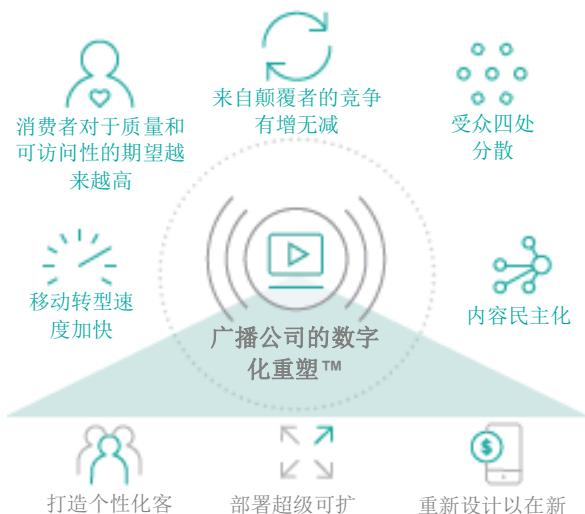 消费者对于质量和
可访问性的期望越
来越高
来自颠覆者的竞争
有增无减
受众四处
分散
移动转型速
度加快
广播公司的数字
化重塑™
内容民主化
打造个性化客
部署超级可扩
重新设计以在新